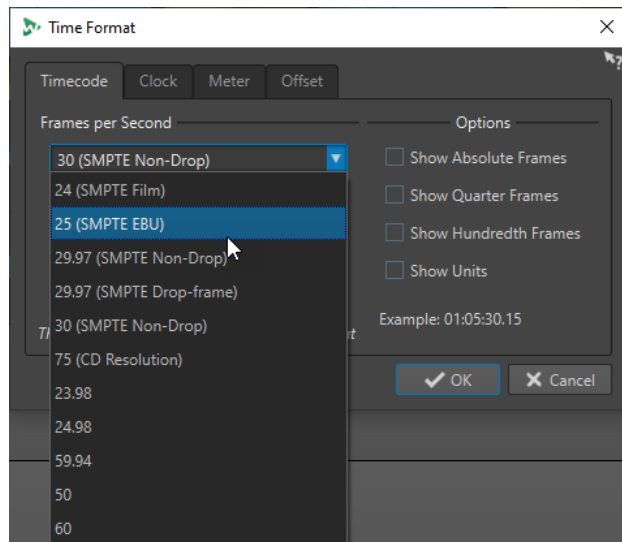 Time Format
Timecode Clock Meter Offset
Frames per Second
30 (SMPTE Non-Drop)
24 (SMPTE Film)
25 (SMPTE EBU)
29.97 (SMPTE Non-Drop)
29.97 (SMPTE Drop-frame)
30 (SMPTE Non-Drop)
75 (CD Resolution)
23.98
24.98
59.94
50
60
Options
Show Absolute Frames
Show Quarter Frames
Show Hundredth Frames
Show Units
Example: 01:05:30.15
OK Cancel